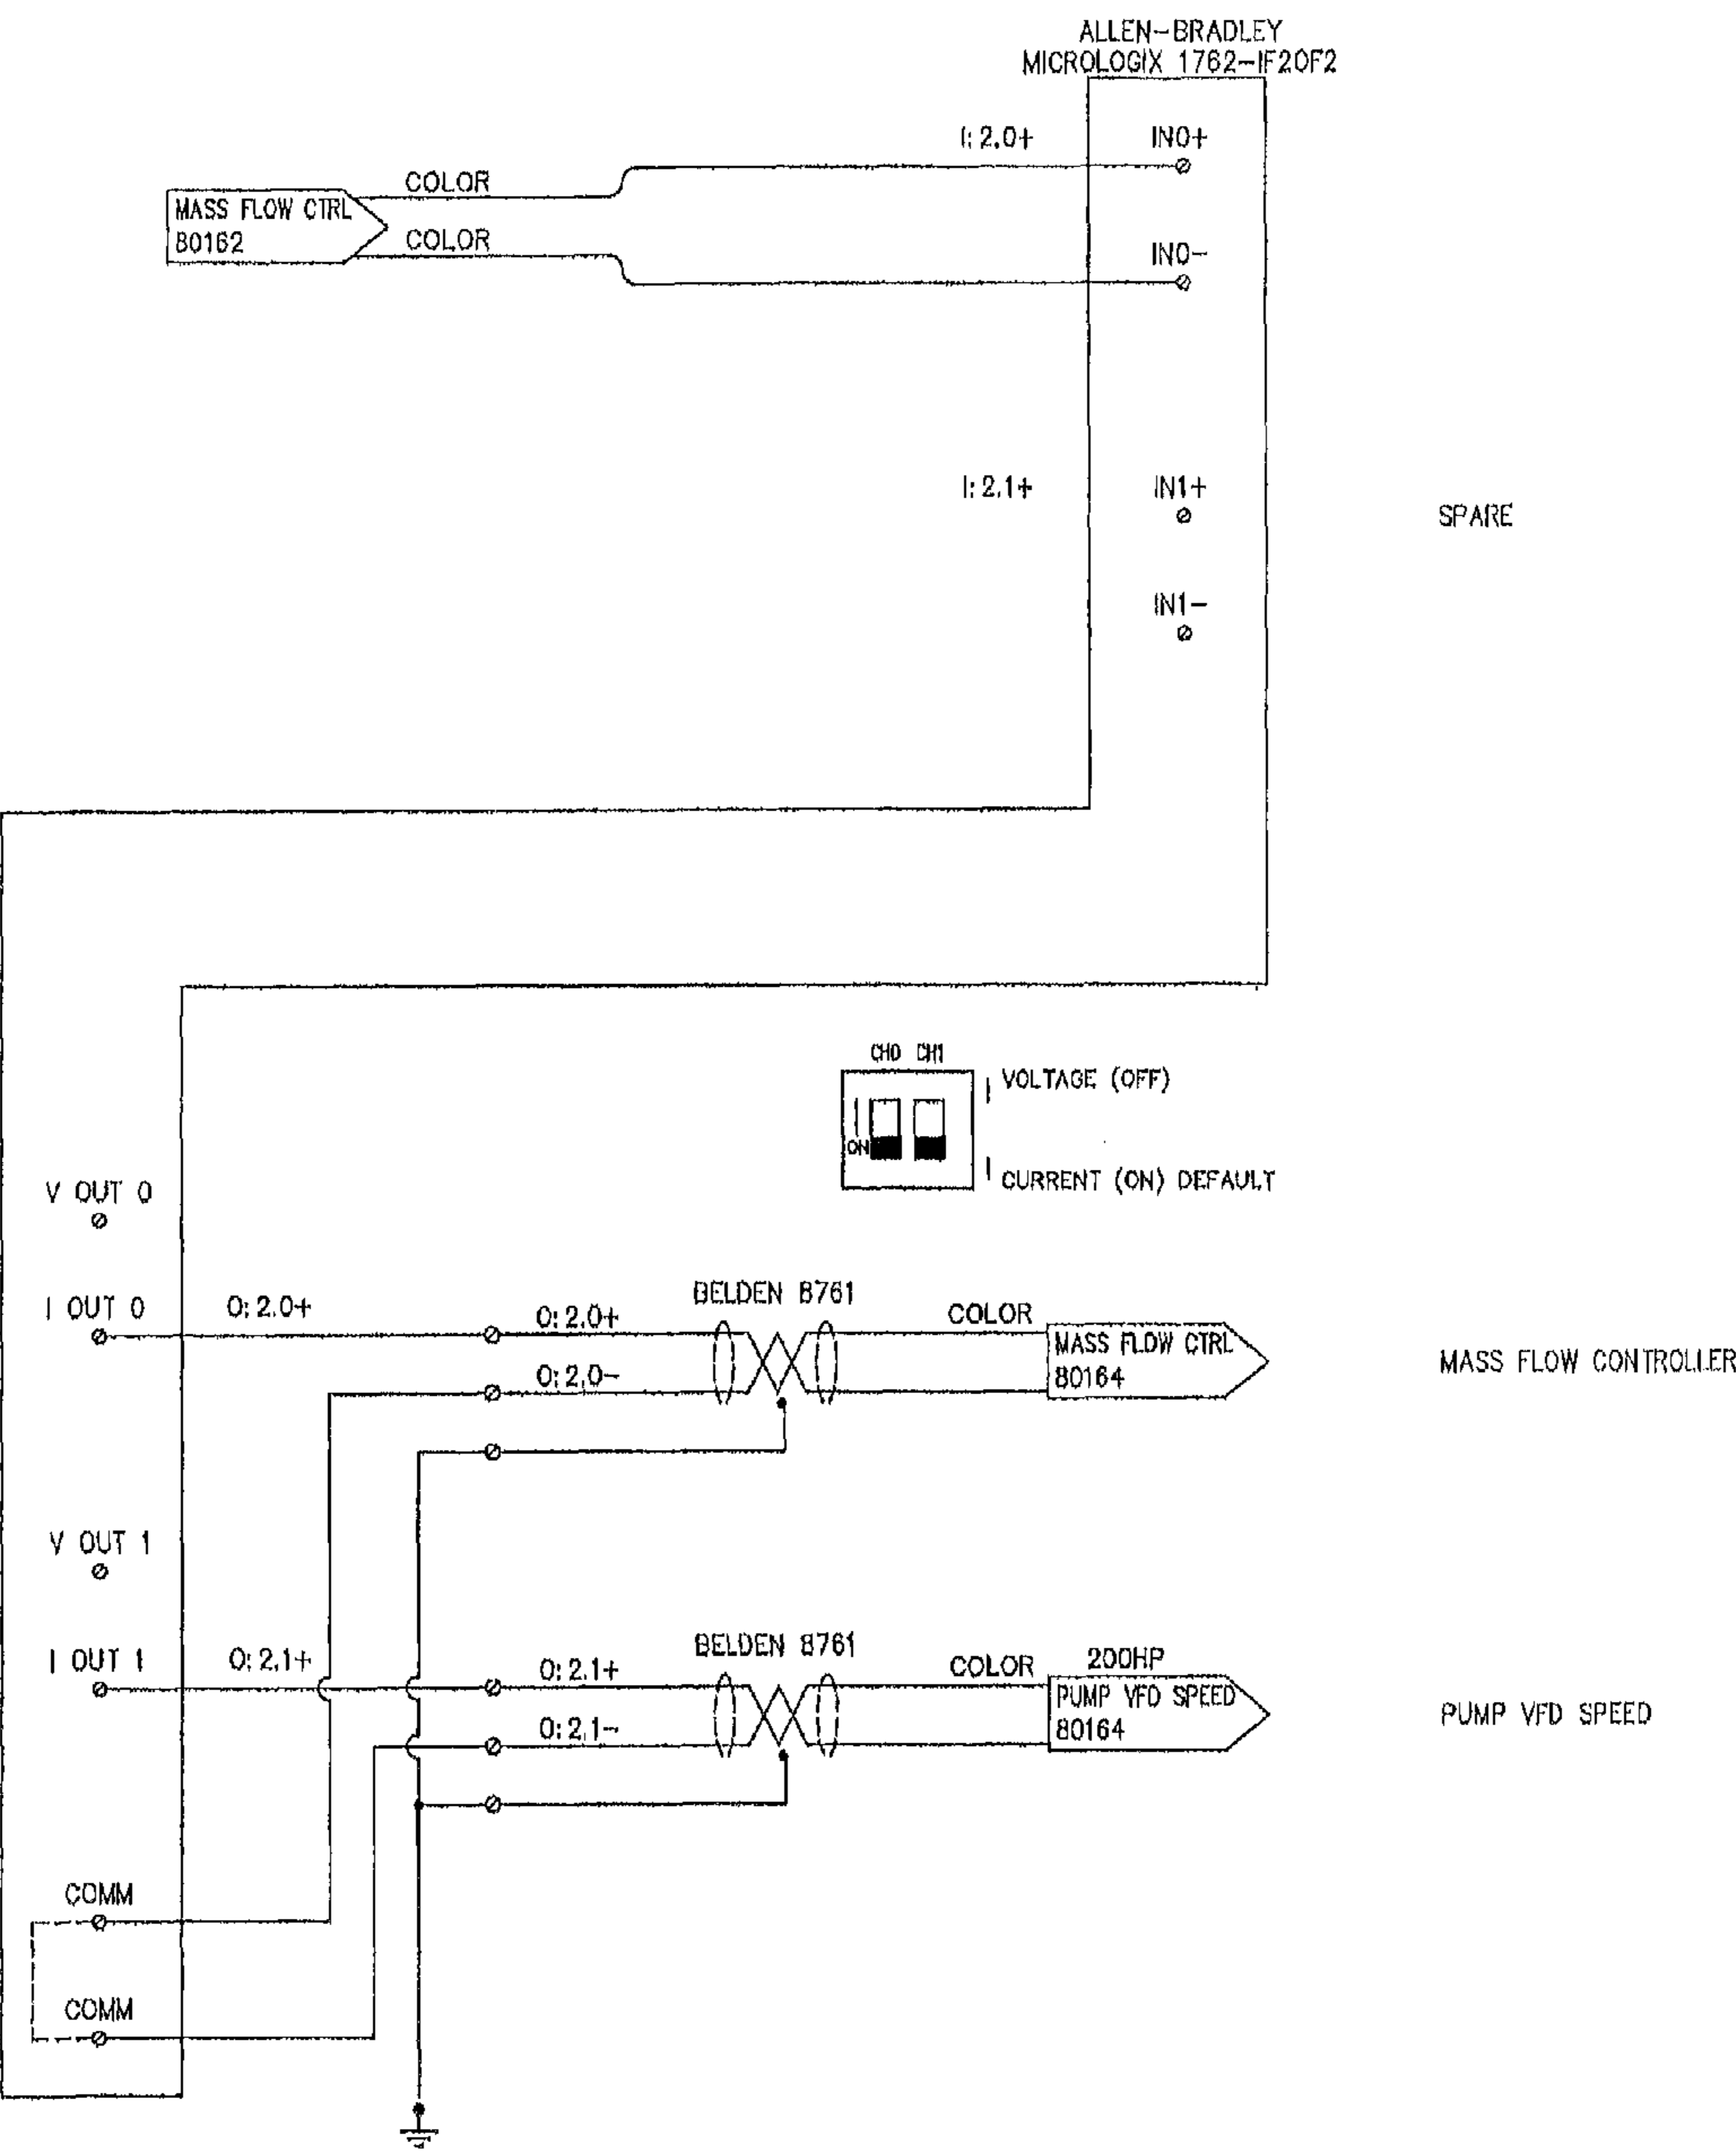 ALLEN-BRADLEY
MICROLOGIX 1762-IF2OF2
I:2.0+
IN0+
COLOR
MASS FLOW CTRL
80162
COLOR
IN0-
I:2.1+
IN1+
SPARE
IN1-
CH0 CH1
VOLTAGE (OFF)
ON
CURRENT (ON) DEFAULT
V OUT 0
I OUT 0
O:2.0+
O:2.0+
BELDEN 8761
COLOR
MASS FLOW CTRL
80164
MASS FLOW CONTROLLER
O:2.0-
V OUT 1
I OUT 1
O:2.1+
O:2.1+
BELDEN 8761
COLOR
200HP
PUMP VFD SPEED
80164
PUMP VFD SPEED
O:2.1-
COMM
COMM